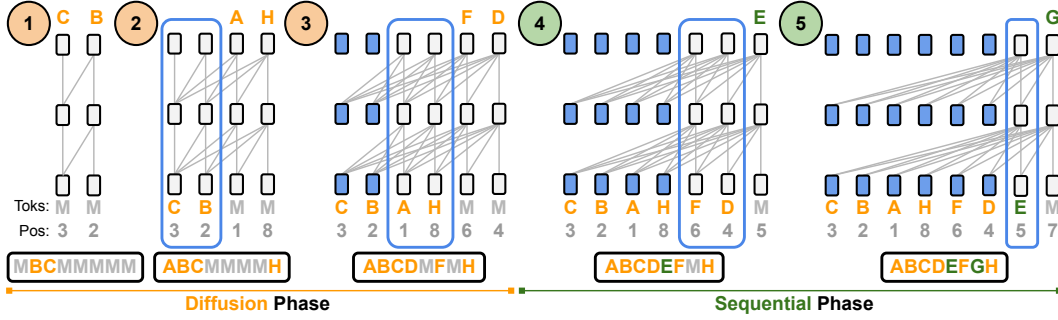 1 C B 2 A H 3 F D 4 E 5 G
Toks: M M C B M M C B A H M M C B A H F D M C B A H F D E M
Pos: 3 2 3 2 1 8 3 2 1 8 6 4 3 2 1 8 6 4 5 3 2 1 8 6 4 5 7
MBCMMMMM ABCMMMMH ABCDMFMH ABCDEFMH ABCDEFGH
Diffusion Phase Sequential Phase